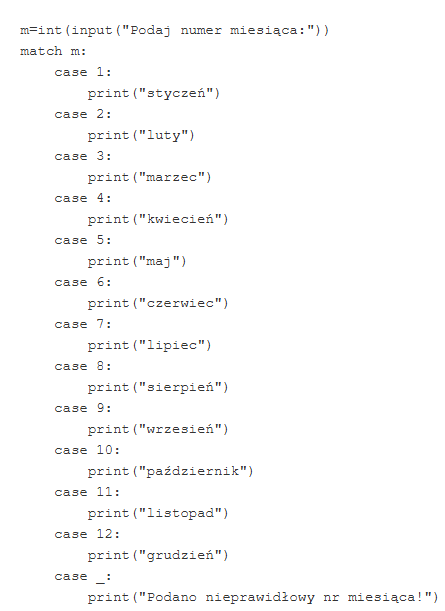 m=int(input("Podaj numer miesiąca:"))
match m:
    case 1:
        print("styczeń")
    case 2:
        print("luty")
    case 3:
        print("marzec")
    case 4:
        print("kwiecień")
    case 5:
        print("maj")
    case 6:
        print("czerwiec")
    case 7:
        print("lipiec")
    case 8:
        print("sierpień")
    case 9:
        print("wrzesień")
    case 10:
        print("październik")
    case 11:
        print("listopad")
    case 12:
        print("grudzień")
    case _:
        print("Podano nieprawidłowy nr miesiąca!")